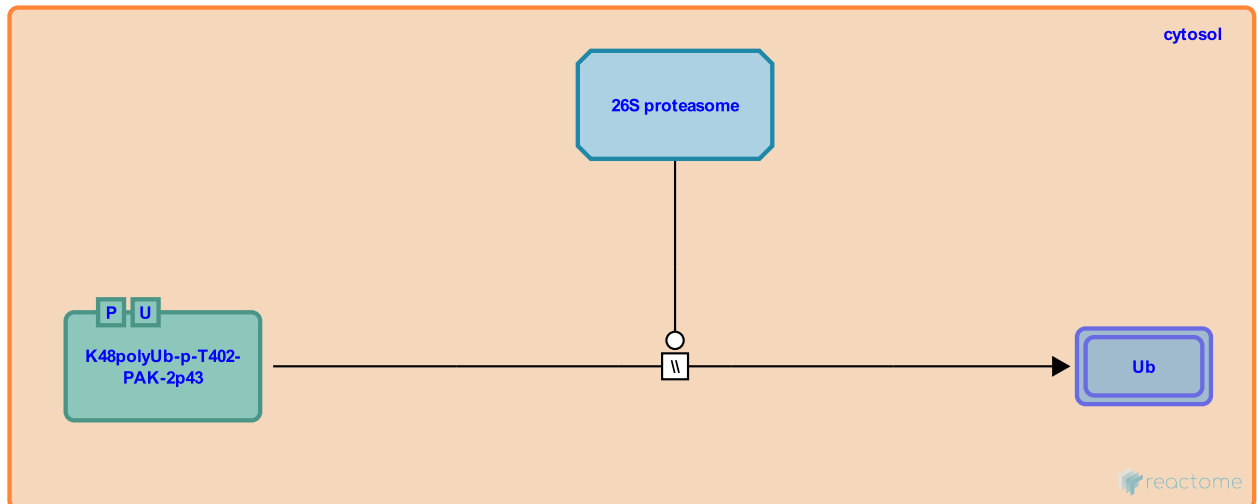 cytosol
26S proteasome
P U
K48polyUb-p-T402-
PAK-2p43
\\
Ub
reactome